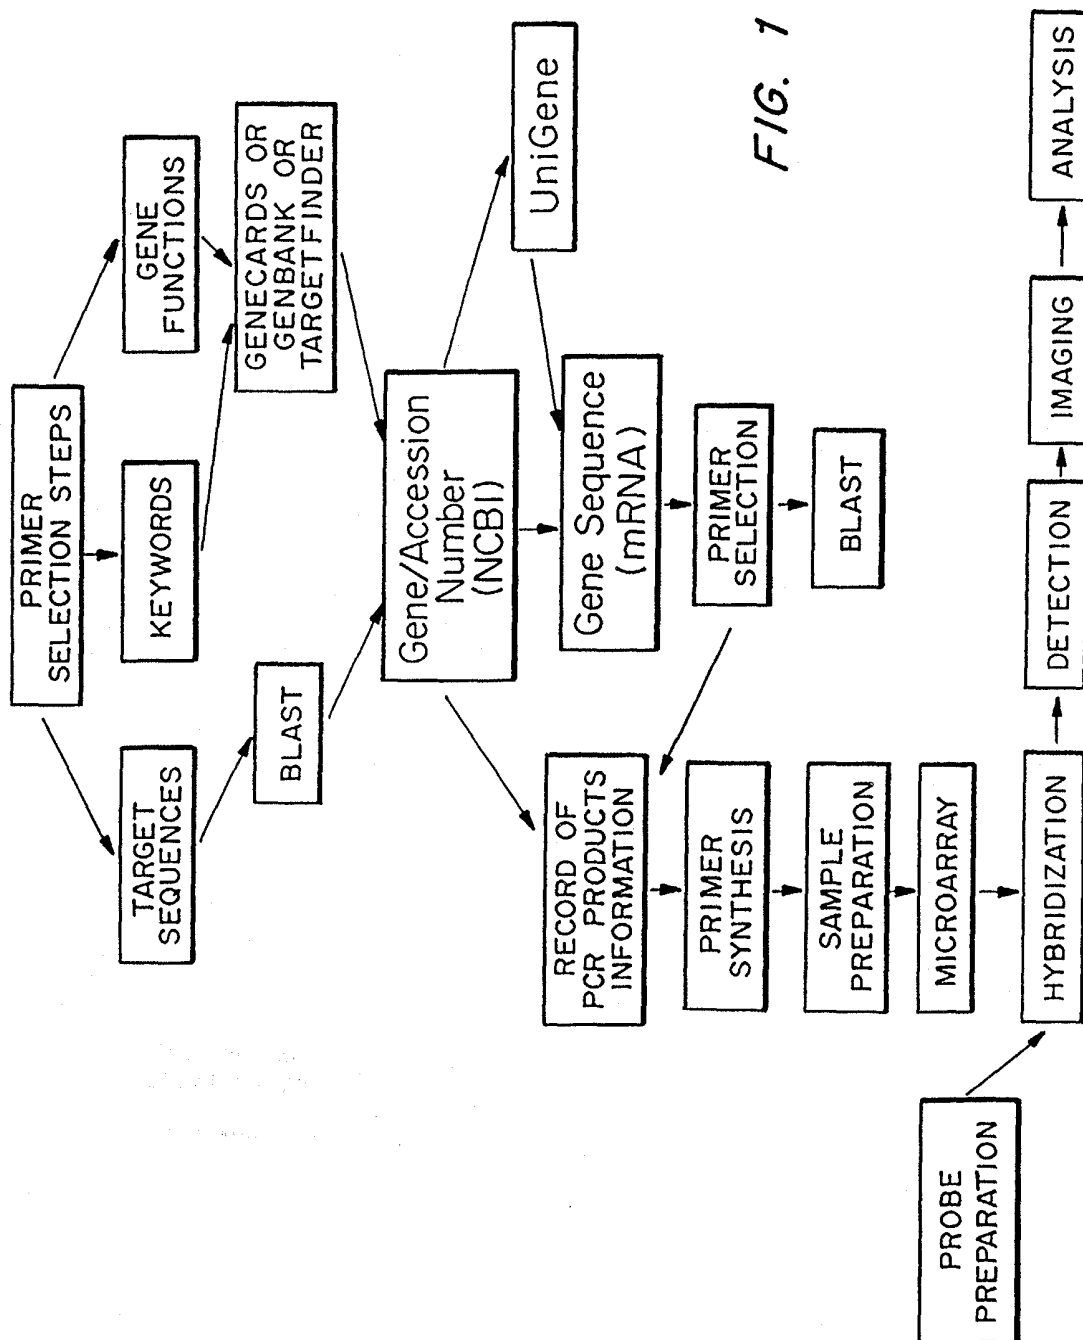 PRIMER
SELECTION STEPS
TARGET
SEQUENCES
KEYWORDS
GENE
FUNCTIONS
BLAST
GENECARDS OR
GENBANK OR
TARGETFINDER
Gene/Accession
Number
(NCBI)
UniGene
RECORD OF
PCR PRODUCTS
INFORMATION
Gene Sequence
(mRNA)
PRIMER
SYNTHESIS
PRIMER
SELECTION
SAMPLE
PREPARATION
BLAST
MICROARRAY
PROBE
PREPARATION
HYBRIDIZATION
DETECTION
IMAGING
ANALYSIS
FIG. 1